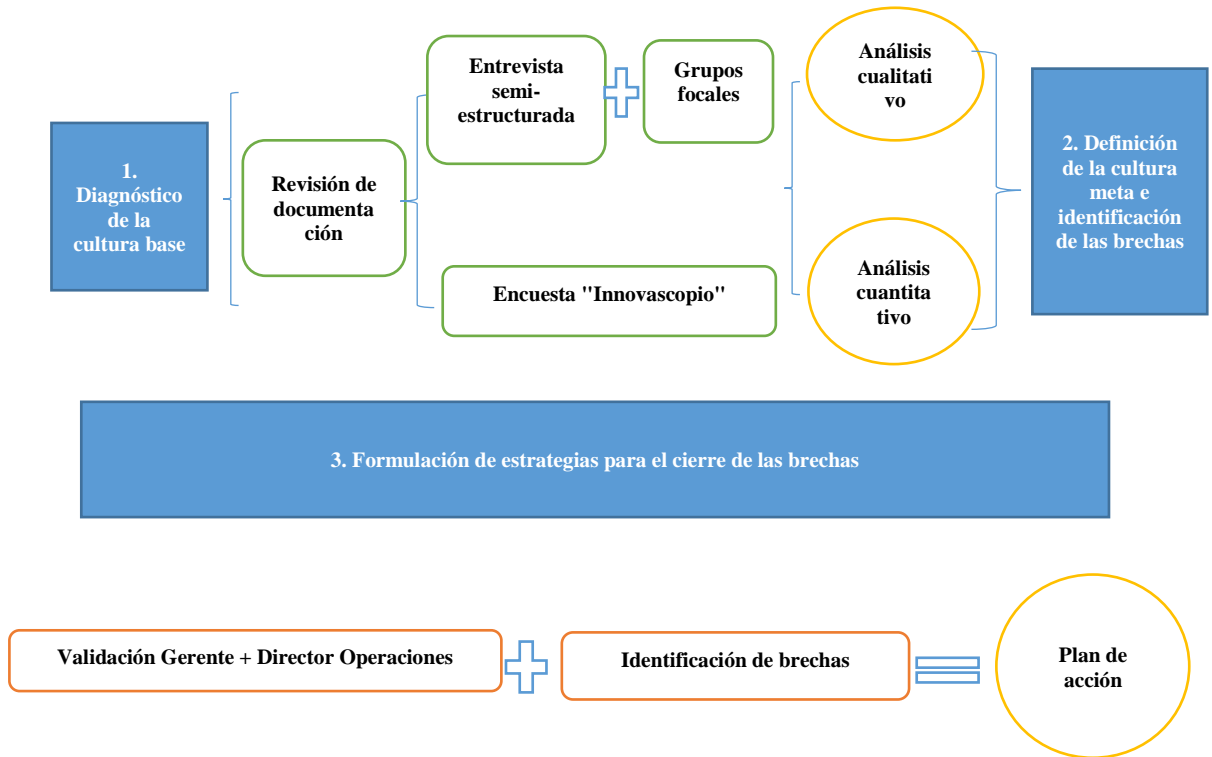 1.
Diagnóstico
de la
cultura base
Revisión de
documenta
ción
Entrevista
semi-
estructurada
Grupos
focales
Encuesta "Innovascopio"
Análisis
cualitati
vo
Análisis
cuantita
tivo
2. Definición
de la cultura
meta e
identificación
de las brechas
3. Formulación de estrategias para el cierre de las brechas
Validación Gerente + Director Operaciones
Identificación de brechas
Plan de
acción